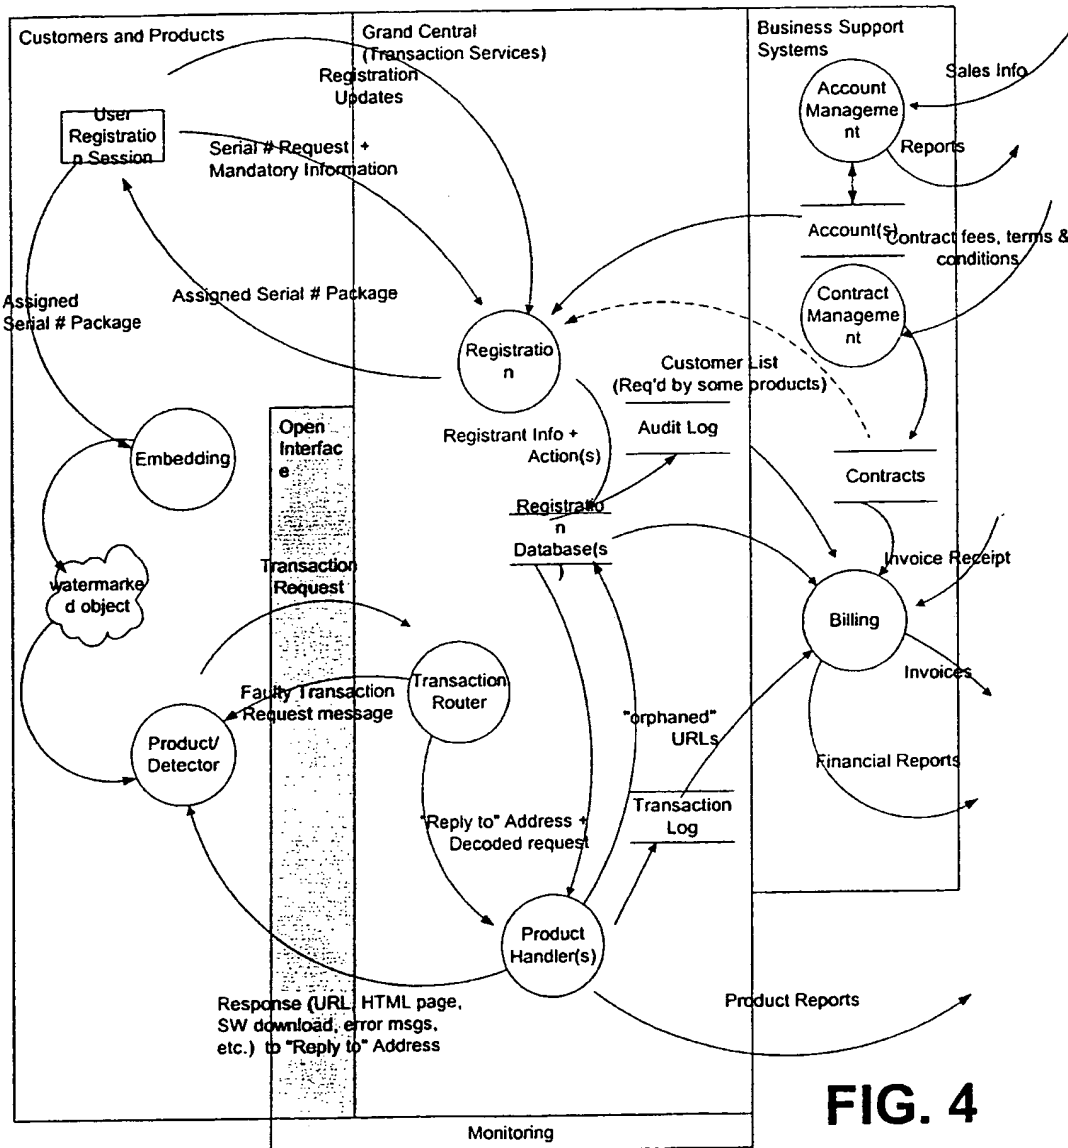 Customers and Products
Grand Central
(Transaction Services)
Business Support
Systems
Registration
Updates
Account
Manageme
nt
Sales Info
User
Registratio
n Session
Serial # Request +
Mandatory Information
Reports
Account(s)
Contract fees, terms &
conditions
Assigned
Serial # Package
Assigned Serial # Package
Contract
Manageme
nt
Registratio
n
Customer List
(Req'd by some products)
Open
Interfac
e
Registrant Info +
Action(s)
Audit Log
Embedding
Contracts
Registratio
n
Database(s
)
Transaction
Request
Invoice Receipt
watermarke
d object
Billing
Faulty Transaction
Request message
Transaction
Router
Invoices
"orphaned"
URLs
Product/
Detector
Financial Reports
"Reply to" Address +
Decoded request
Transaction
Log
Product
Handler(s)
Response (URL, HTML page,
SW download, error msgs,
etc.) to "Reply to" Address
Product Reports
FIG. 4
Monitoring